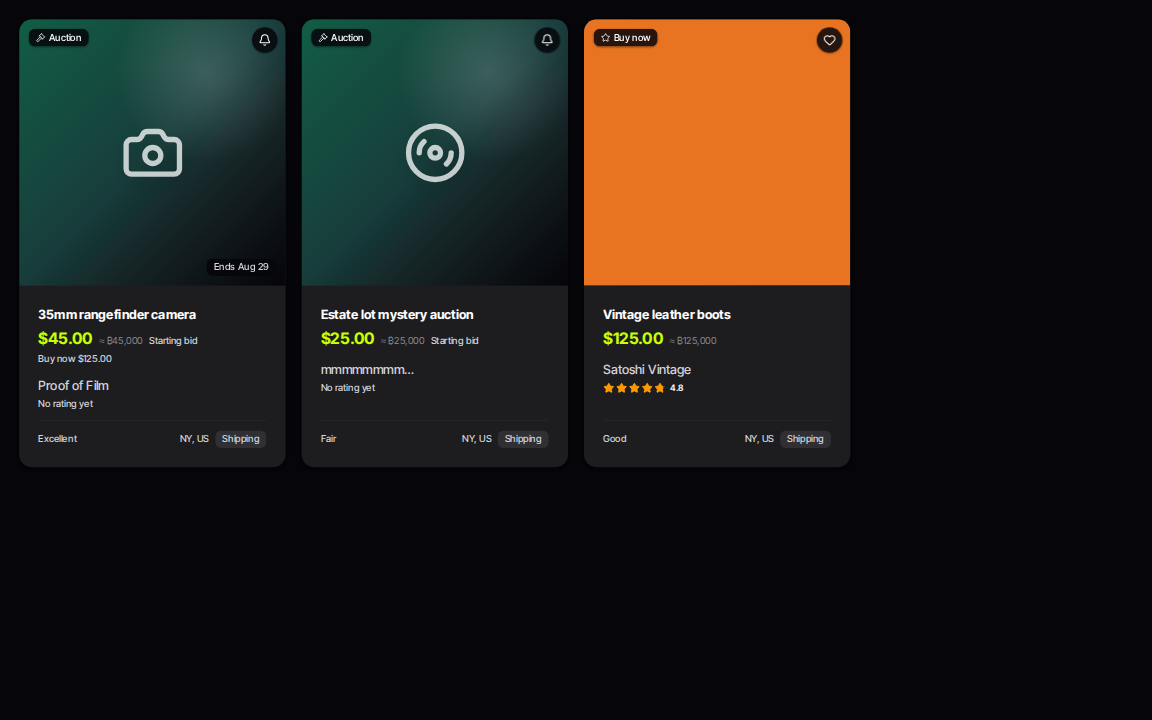 Auction
Ends Aug 29
35mm rangefinder camera
$45.00 ≈ ₿45,000 Starting bid
Buy now $125.00
Proof of Film
No rating yet
Excellent NY, US Shipping
Auction
Estate lot mystery auction
$25.00 ≈ ₿25,000 Starting bid
mmmmmmmm...
No rating yet
Fair NY, US Shipping
Buy now
Vintage leather boots
$125.00 ≈ ₿125,000
Satoshi Vintage
4.8
Good NY, US Shipping